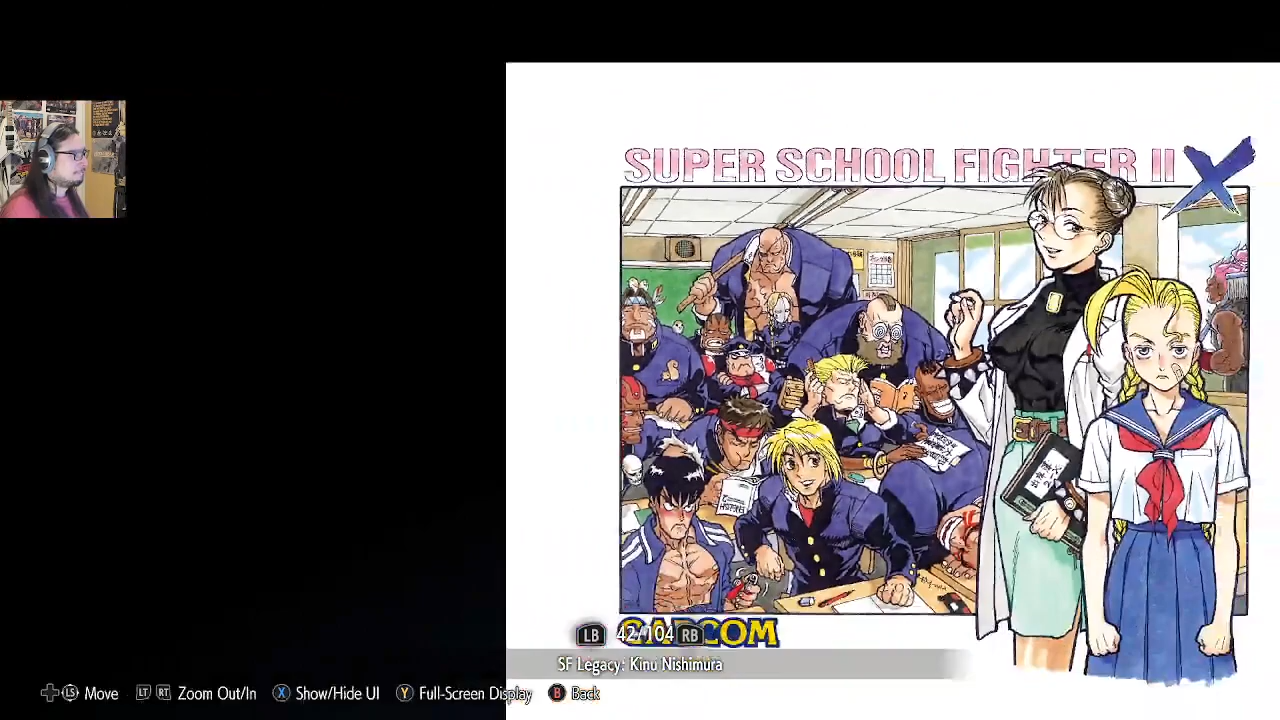 SUPER SCHOOL FIGHTER II X
CAPCOM
LB 42/104 RB
SF Legacy: Kinu Nishimura
LS Move LT RT Zoom Out/In X Show/Hide UI Y Full-Screen Display B Back